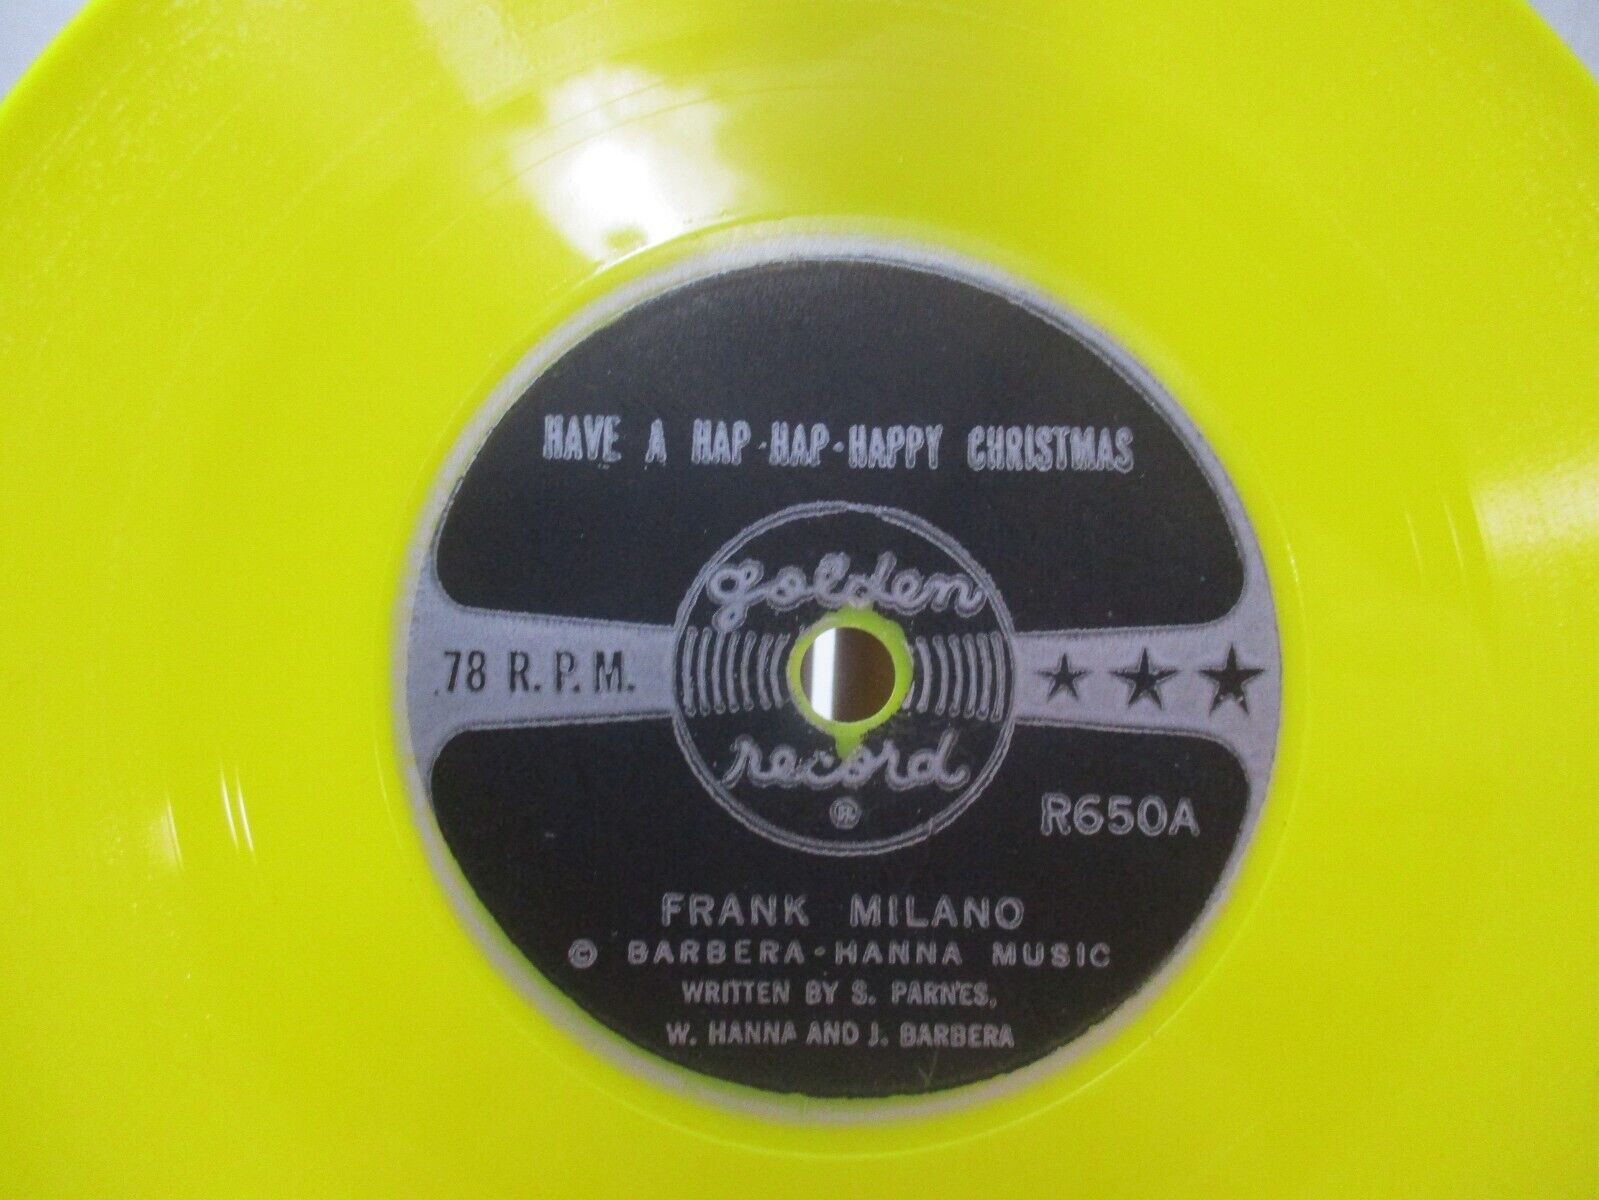 HAVE A HAP-HAP-HAPPY CHRISTMAS
golden
78 R.P.M.
record
®
R650A
FRANK MILANO
© BARBERA-HANNA MUSIC
WRITTEN BY S. PARNES,
W. HANNA AND J. BARBERA